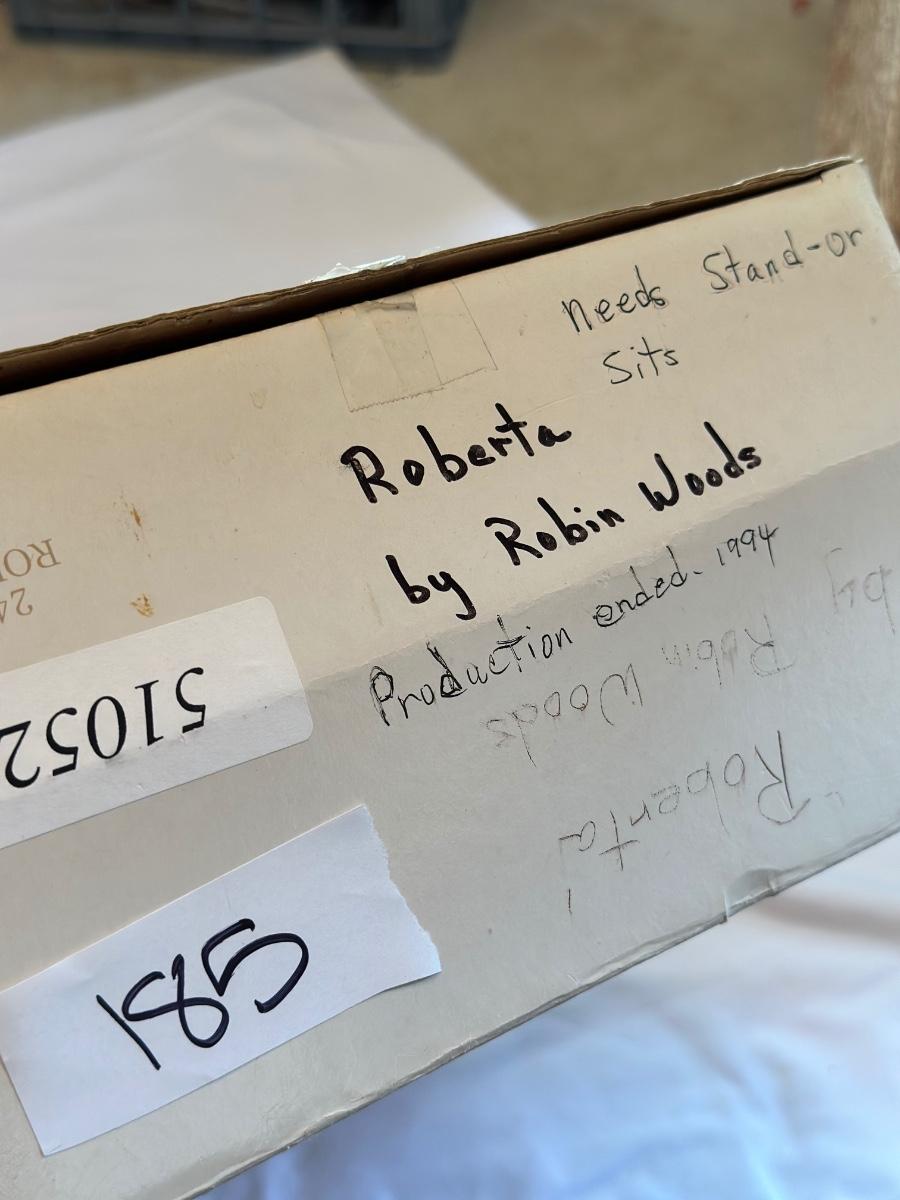 needs Stand-or
Sits
Roberta
by Robin Woods
Production ended. 1994
by
Robin Woods
"Roberta"
51052
185